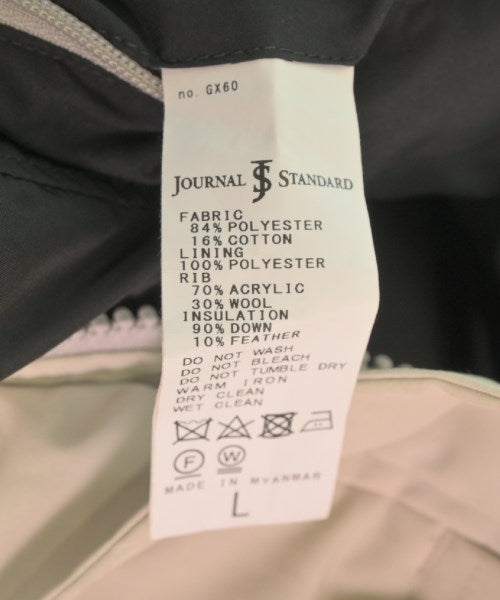 no. GX60
JOURNAL JS STANDARD
FABRIC
84% POLYESTER
16% COTTON
LINING
100% POLYESTER
RIB
70% ACRYLIC
30% WOOL
INSULATION
90% DOWN
10% FEATHER
DO NOT WASH
DO NOT BLEACH
DO NOT TUMBLE DRY
WARM IRON
DRY CLEAN
WET CLEAN
F W
MADE IN MYANMAR
L